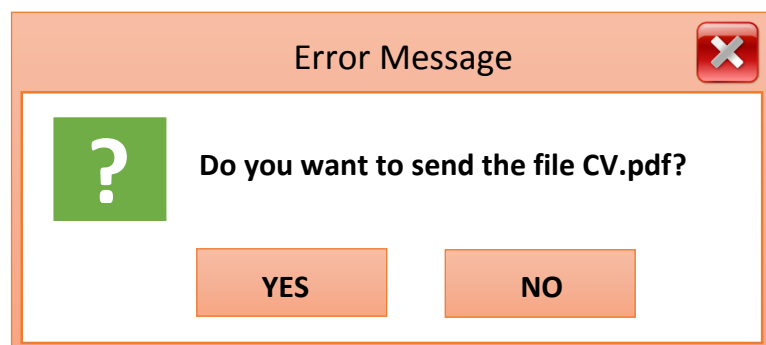 Error Message
?
Do you want to send the file CV.pdf?
YES
NO